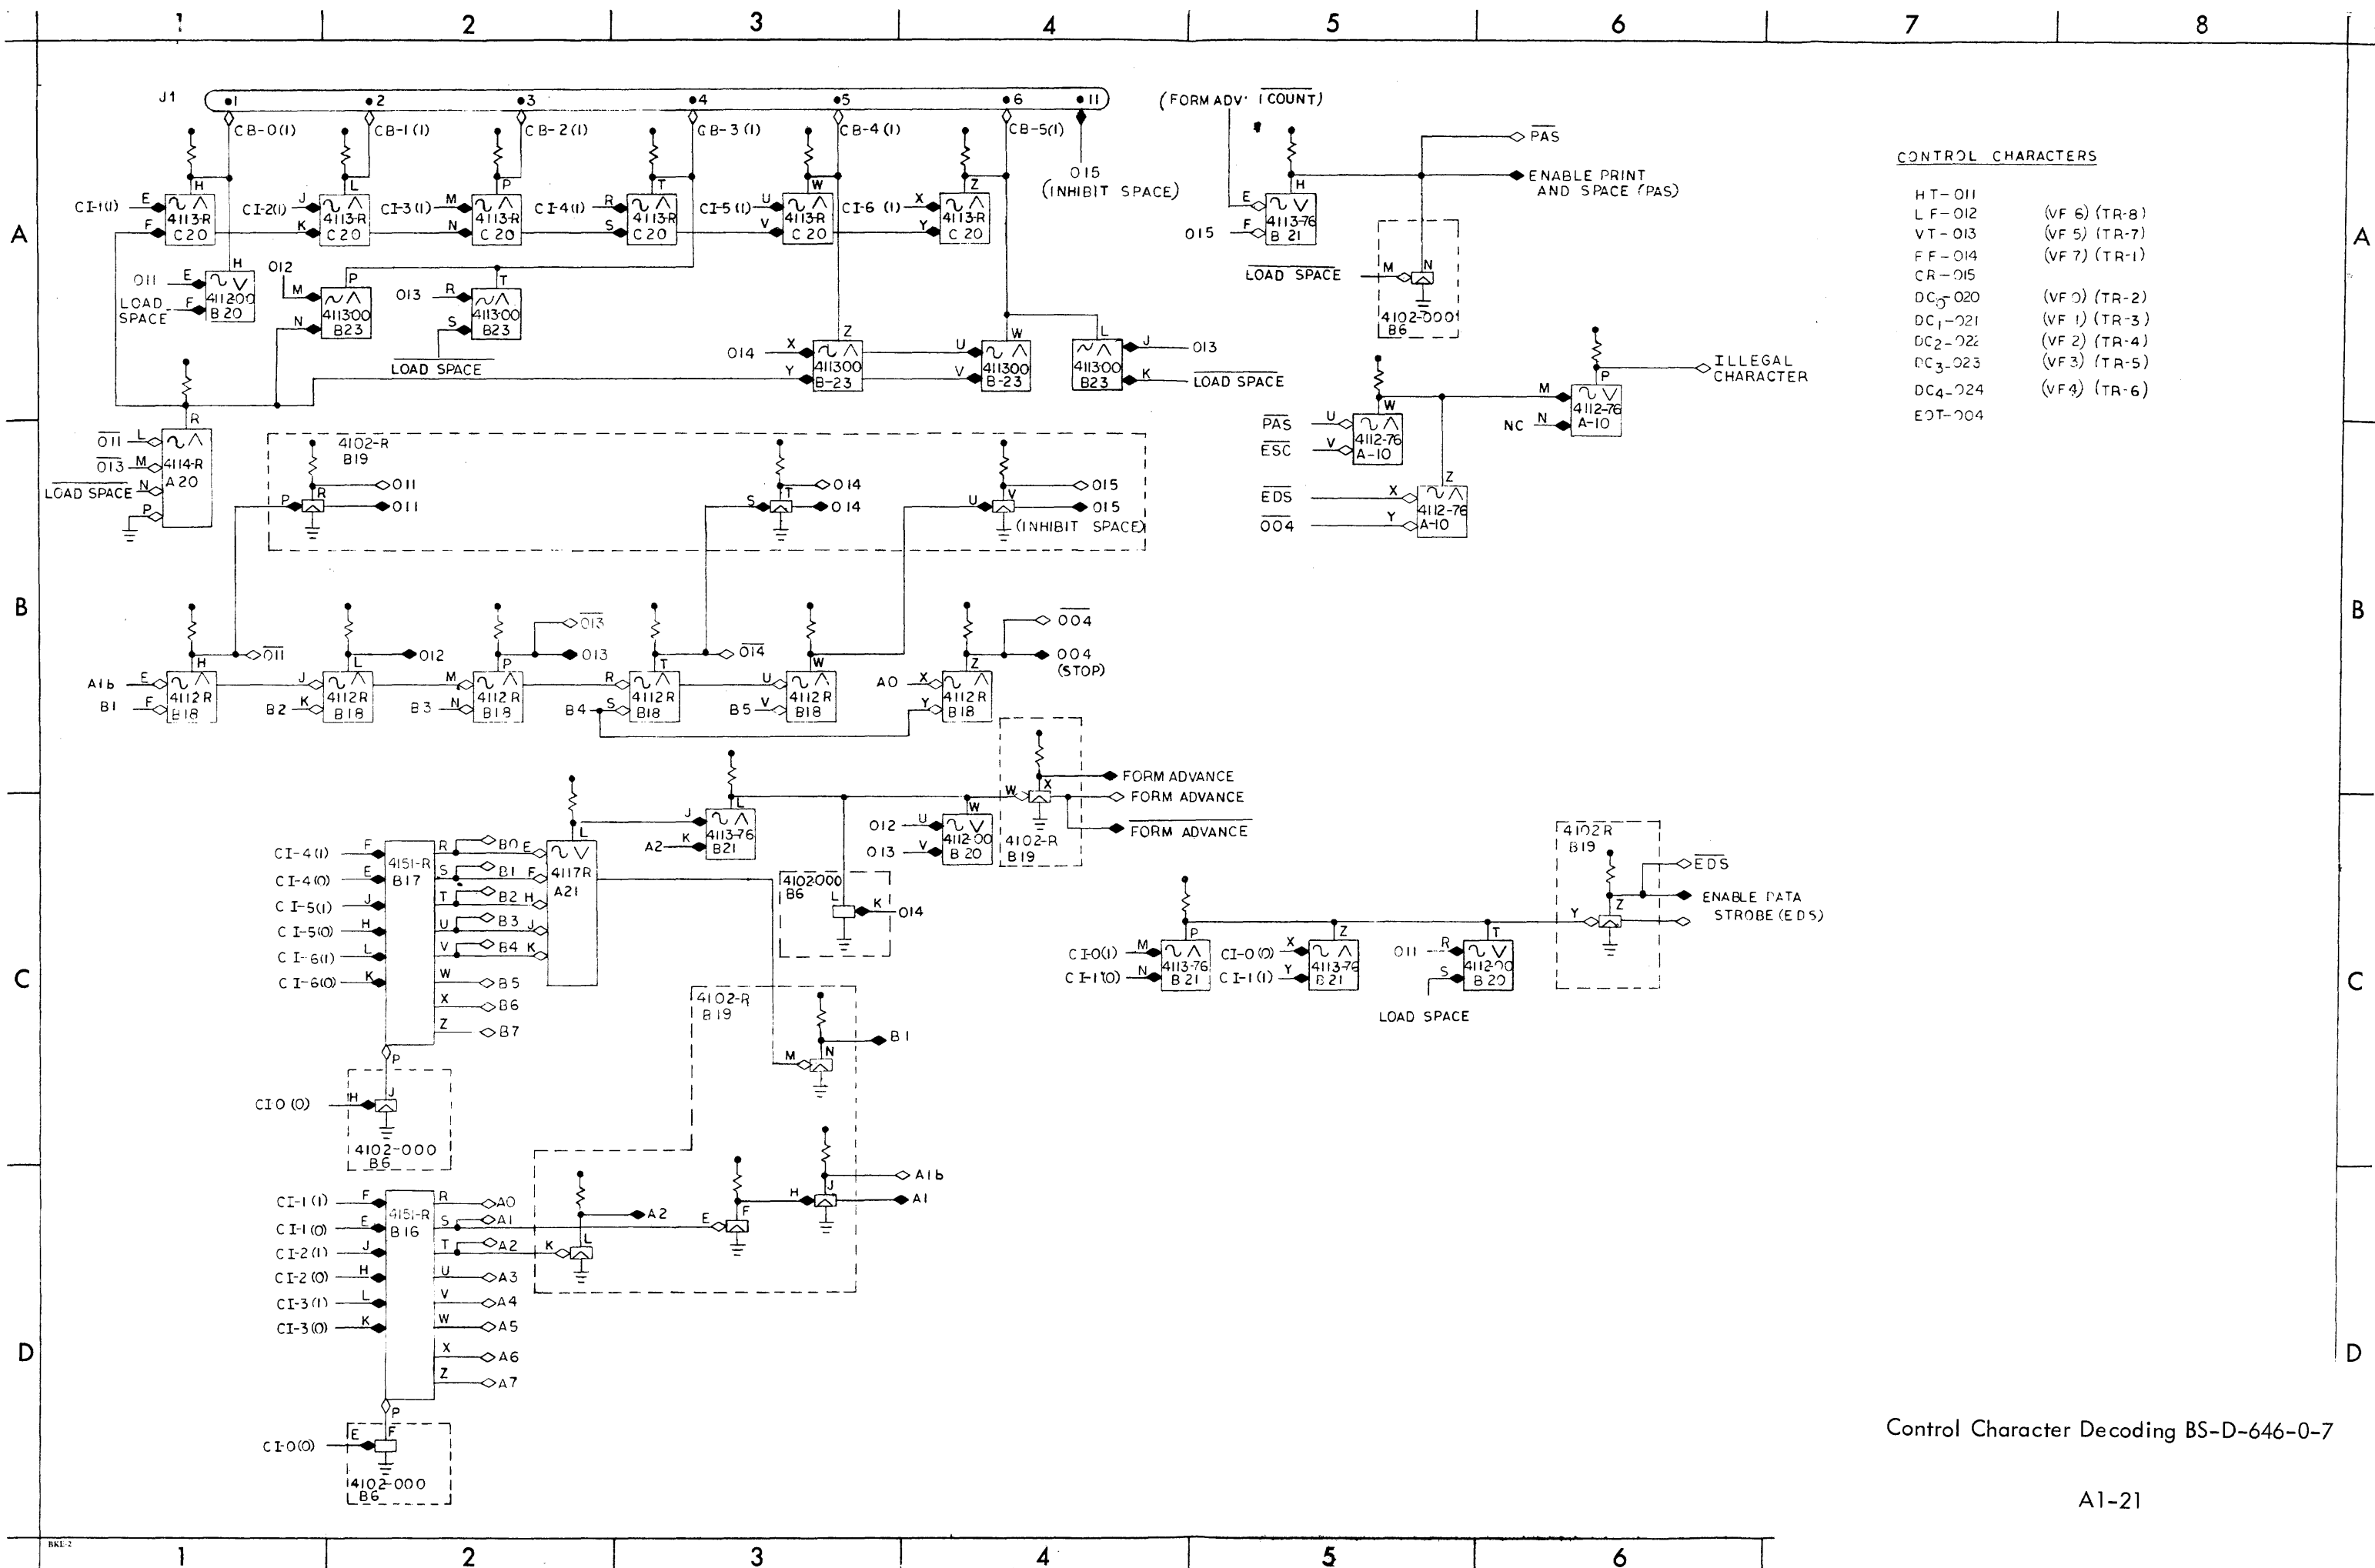 1 2 3 4 5 6 7 8
J1 1 2 3 4 5 6 11
CB-0(1) CB-1(1) CB-2(1) CB-3(1) CB-4(1) CB-5(1)
015
(INHIBIT SPACE)
(FORM ADV· 1 COUNT)
PAS
ENABLE PRINT
AND SPACE (PAS)
CONTROL CHARACTERS
HT-011
LF-012 (VF 6) (TR-8)
VT-013 (VF 5) (TR-7)
FF-014 (VF 7) (TR-1)
CR-015
DC0-020 (VF 0) (TR-2)
DC1-021 (VF 1) (TR-3)
DC2-022 (VF 2) (TR-4)
DC3-023 (VF 3) (TR-5)
DC4-024 (VF 4) (TR-6)
EOT-004
A A
CI-1(1) E F H 4113-R C20
CI-2(1) J K L 4113-R C20
CI-3(1) M N P 4113-R C20
CI-4(1) R S T 4113-R C20
CI-5(1) U V W 4113-R C20
CI-6(1) X Y Z 4113-R C20
E F H 4113-76 B21
015
LOAD SPACE M N
4102-000
B6
011 E
LOAD SPACE F
H 411200 B20
012 M N P 411300 B23
013 R S T 411300 B23
LOAD SPACE
014 X Y Z 411300 B-23
U V W 411300 B-23
L 411300 B23
J 013
K LOAD SPACE
PAS U
ESC V
W 4112-76 A-10
M
NC N
P 4112-76 A-10
ILLEGAL
CHARACTER
EDS X
004 Y
Z 4112-76 A-10
011 L
013 M
LOAD SPACE N
P
R 4114-R A20
4102-R
B19
P R 011
011
S T 014
014
U V 015
015
(INHIBIT SPACE)
B B
011 012 013 013 014 004
004
(STOP)
A1b E
B1 F
H 4112R B18
J
B2 K
L 4112R B18
M
B3 N
P 4112R B18
R
B4 S
T 4112R B18
U
B5 V
W 4112R B18
A0 X
Y
Z 4112R B18
W X
4102-R
B19
FORM ADVANCE
FORM ADVANCE
FORM ADVANCE
J
A2 K
L 4113-76 B21
012 U
013 V
W 4112-00 B20
4102000
B6
L K 014
CI-4(1) F R B0 E
CI-4(0) E S B1 F
CI-5(1) J T B2 H
CI-5(0) H U B3 J
CI-6(1) L V B4 K
CI-6(0) K W B5
X B6
Z B7
4151-R
B17
P
L
4117R
A21
4102R
B19
EDS
ENABLE DATA
STROBE (EDS)
Y Z
C C
CI-0(1) M
CI-1(0) N
P 4113-76 B21
CI-0(0) X
CI-1(1) Y
Z 4113-76 B21
011 R
S
T 4112-00 B20
LOAD SPACE
4102-R
B19
M N B1
CI0(0) H J
4102-000
B6
H J A1b
A1
E F
K L A2
CI-1(1) F R A0
CI-1(0) E S A1
CI-2(1) J T A2
CI-2(0) H U A3
CI-3(1) L V A4
CI-3(0) K W A5
X A6
Z A7
4151-R
B16
P
CI-0(0) E F
4102-000
B6
D D
Control Character Decoding BS-D-646-0-7
A1-21
BKE-2
1 2 3 4 5 6